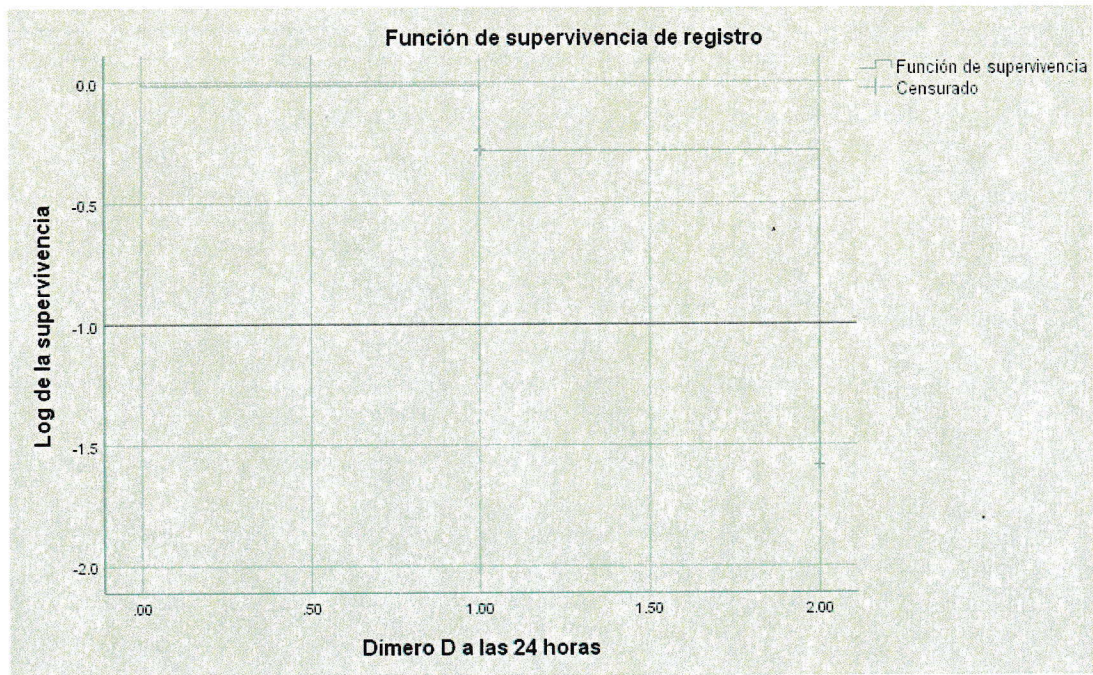 Función de supervivencia de registro
Función de supervivencia
Censurado
Log de la supervivencia
0.0
-0.5
-1.0
-1.5
-2.0
.00
.50
1.00
1.50
2.00
Dimero D a las 24 horas